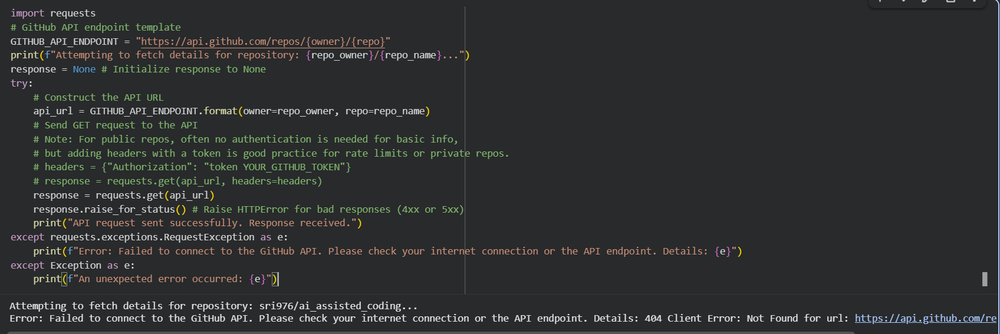 import requests
# GitHub API endpoint template
GITHUB_API_ENDPOINT = "https://api.github.com/repos/{owner}/{repo}"
print(f"Attempting to fetch details for repository: {repo_owner}/{repo_name}...")
response = None # Initialize response to None
try:
    # Construct the API URL
    api_url = GITHUB_API_ENDPOINT.format(owner=repo_owner, repo=repo_name)
    # Send GET request to the API
    # Note: For public repos, often no authentication is needed for basic info,
    # but adding headers with a token is good practice for rate limits or private repos.
    # headers = {"Authorization": "token YOUR_GITHUB_TOKEN"}
    # response = requests.get(api_url, headers=headers)
    response = requests.get(api_url)
    response.raise_for_status() # Raise HTTPError for bad responses (4xx or 5xx)
    print("API request sent successfully. Response received.")
except requests.exceptions.RequestException as e:
    print(f"Error: Failed to connect to the GitHub API. Please check your internet connection or the API endpoint. Details: {e}")
except Exception as e:
    print(f"An unexpected error occurred: {e}")
Attempting to fetch details for repository: sri976/ai_assisted_coding...
Error: Failed to connect to the GitHub API. Please check your internet connection or the API endpoint. Details: 404 Client Error: Not Found for url: https://api.github.com/re